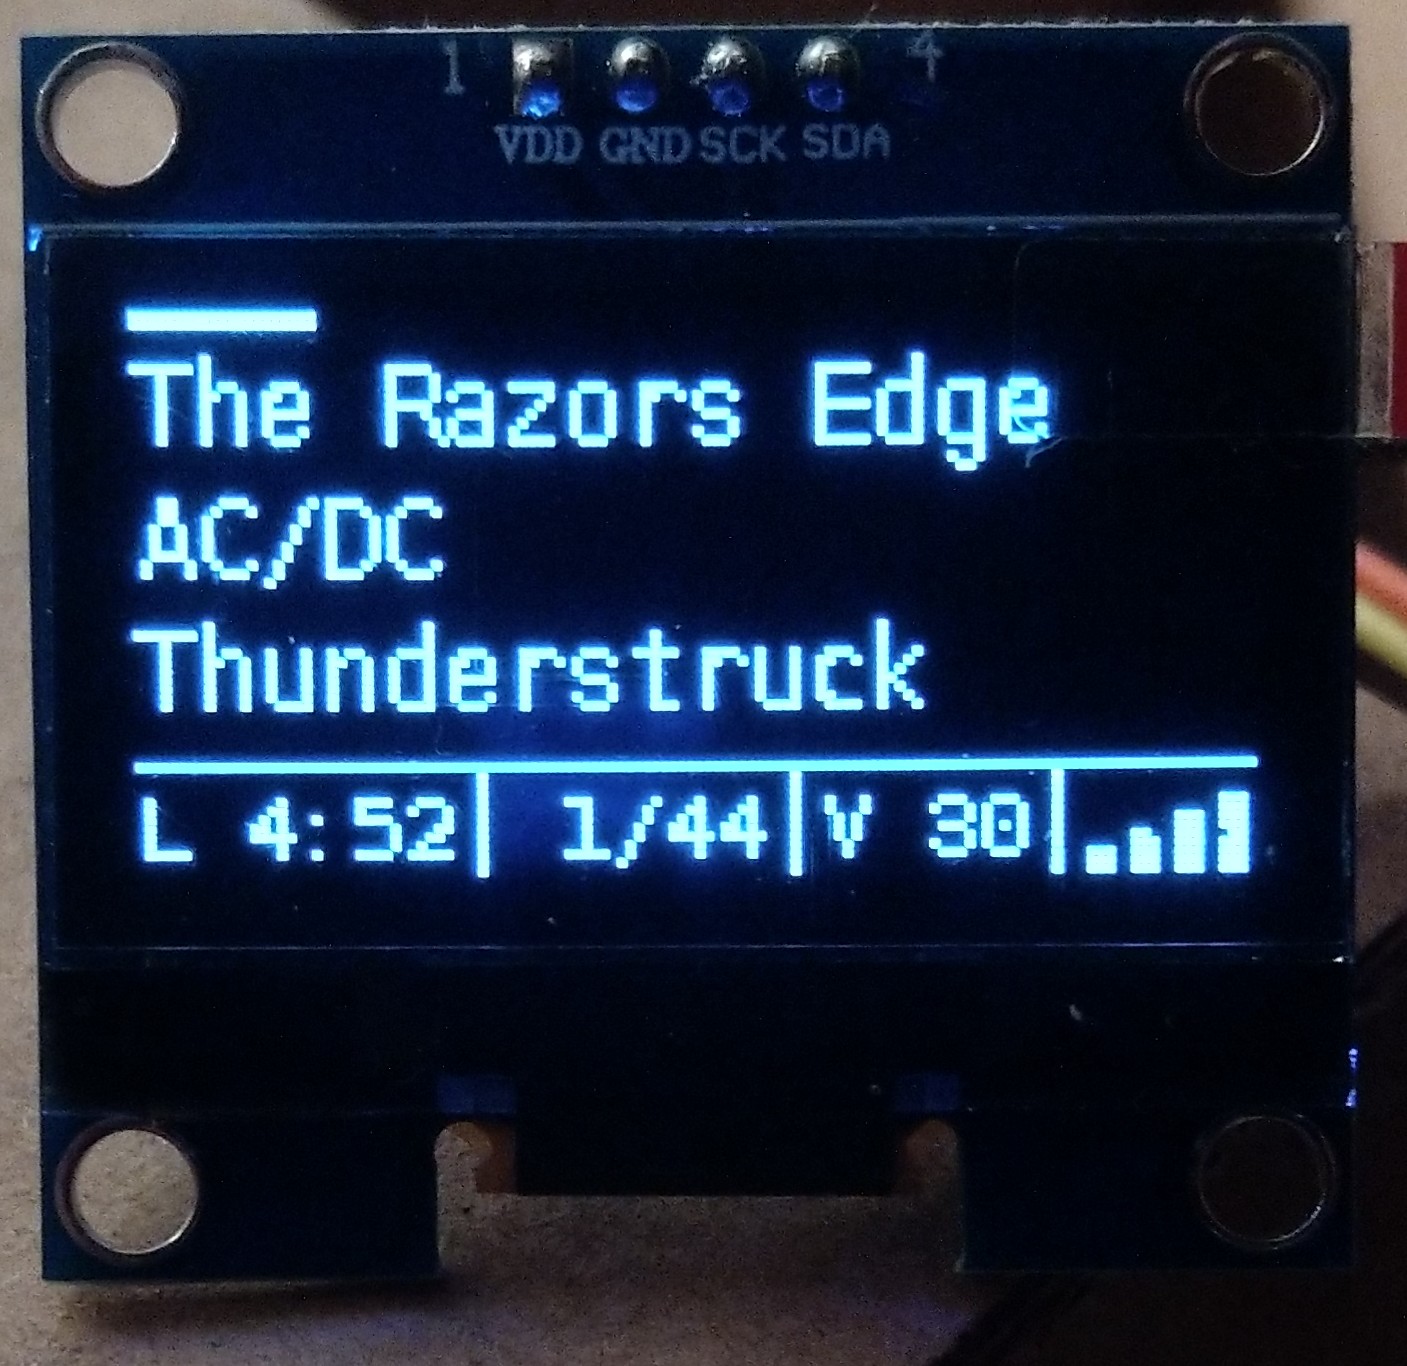 1 4
VDD GND SCK SDA
The Razors Edge
AC/DC
Thunderstruck
L 4:52 1/44 V 30